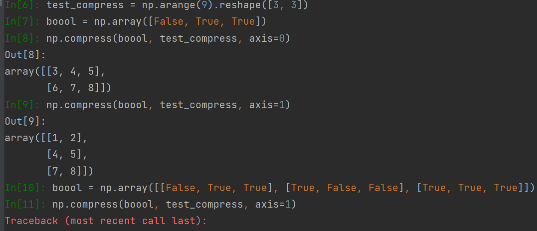 In[6]: test_compress = np.arange(9).reshape([3, 3])
In[7]: boool = np.array([False, True, True])
In[8]: np.compress(boool, test_compress, axis=0)
Out[8]:
array([[3, 4, 5],
       [6, 7, 8]])
In[9]: np.compress(boool, test_compress, axis=1)
Out[9]:
array([[1, 2],
       [4, 5],
       [7, 8]])
In[10]: boool = np.array([[False, True, True], [True, False, False], [True, True, True]])
In[11]: np.compress(boool, test_compress, axis=1)
Traceback (most recent call last):